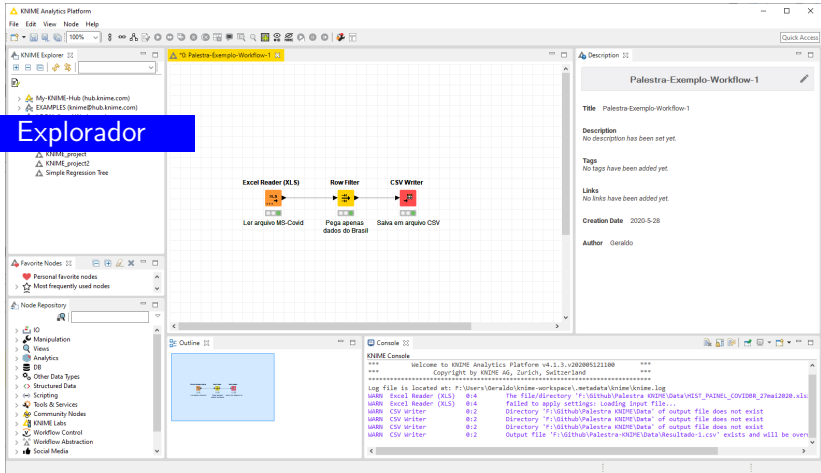 KNIME Analytics Platform
File Edit View Node Help
100%
Quick Access
KNIME Explorer
My-KNIME-Hub (hub.knime.com)
EXAMPLES (knime@hub.knime.com)
Explorador
KNIME_project
KNIME_project2
Simple Regression Tree
Favorite Nodes
Personal favorite nodes
Most frequently used nodes
Node Repository
IO
Manipulation
Views
Analytics
DB
Other Data Types
Structured Data
Scripting
Tools & Services
Community Nodes
KNIME Labs
Workflow Control
Workflow Abstraction
Social Media
*0: Palestra-Exemplo-Workflow-1
Excel Reader (XLS) Row Filter CSV Writer
XLS
Ler arquivo MS-Covid Pega apenas Salva em arquivo CSV
dados do Brasil
Outline
Console
KNIME Console
*** Welcome to KNIME Analytics Platform v4.1.3.v202005121100 ***
*** Copyright by KNIME AG, Zurich, Switzerland ***
Log file is located at: F:\Users\Geraldo\knime-workspace\.metadata\knime\knime.log
WARN Excel Reader (XLS) 0:4 The file/directory 'F:\Github\Palestra KNIME\Data\HIST_PAINEL_COVIDBR_27mai2020.xls
WARN Excel Reader (XLS) 0:4 failed to apply settings: Loading input file...
WARN CSV Writer 0:2 Directory 'F:\Github\Palestra KNIME\Data' of output file does not exist
WARN CSV Writer 0:2 Directory 'F:\Github\Palestra KNIME\Data' of output file does not exist
WARN CSV Writer 0:2 Directory 'F:\Github\Palestra KNIME\Data' of output file does not exist
WARN CSV Writer 0:2 Output file 'F:\Github\Palestra-KNIME\Data\Resultado-1.csv' exists and will be over
Description
Palestra-Exemplo-Workflow-1
Title Palestra-Exemplo-Workflow-1
Description
No description has been set yet.
Tags
No tags have been added yet.
Links
No links have been added yet.
Creation Date 2020-5-28
Author Geraldo